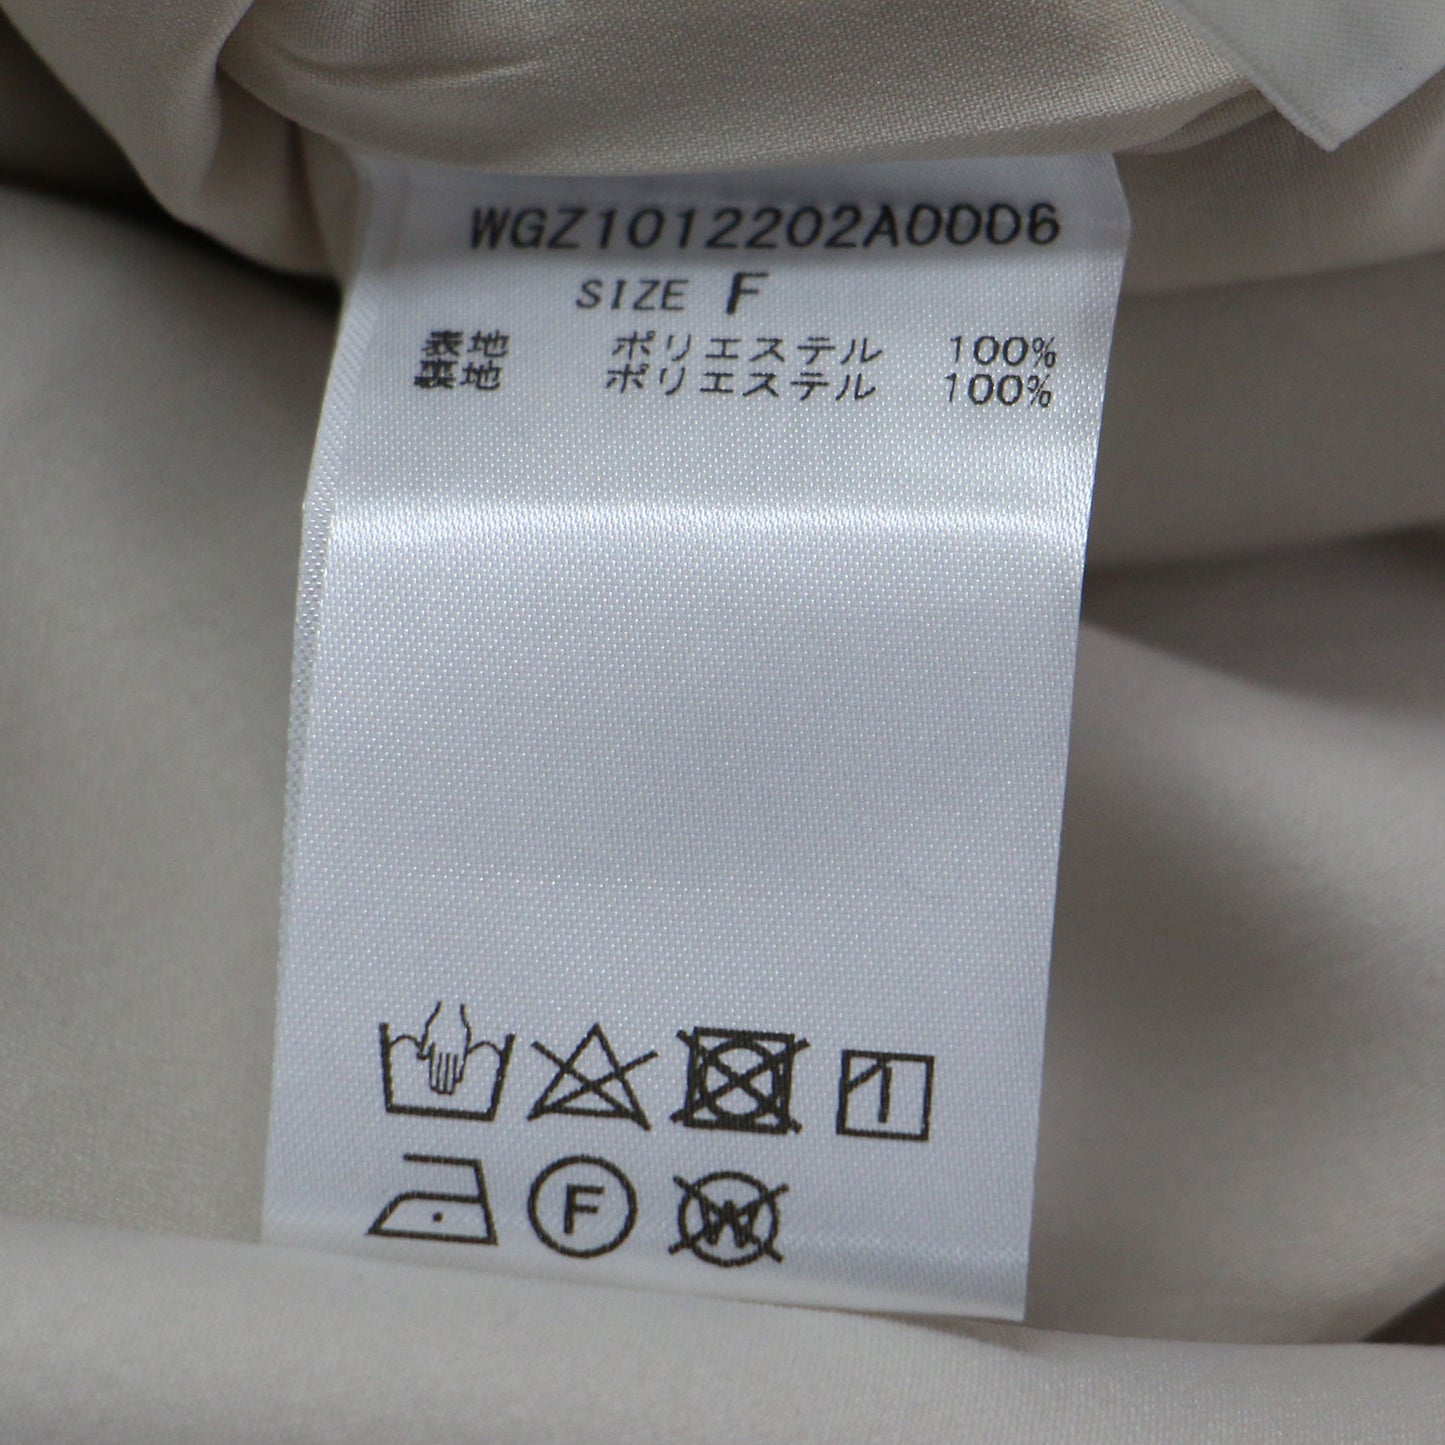 WGZ1012202A0006
SIZE F
表地 ポリエステル 100%
裏地 ポリエステル 100%
F
W